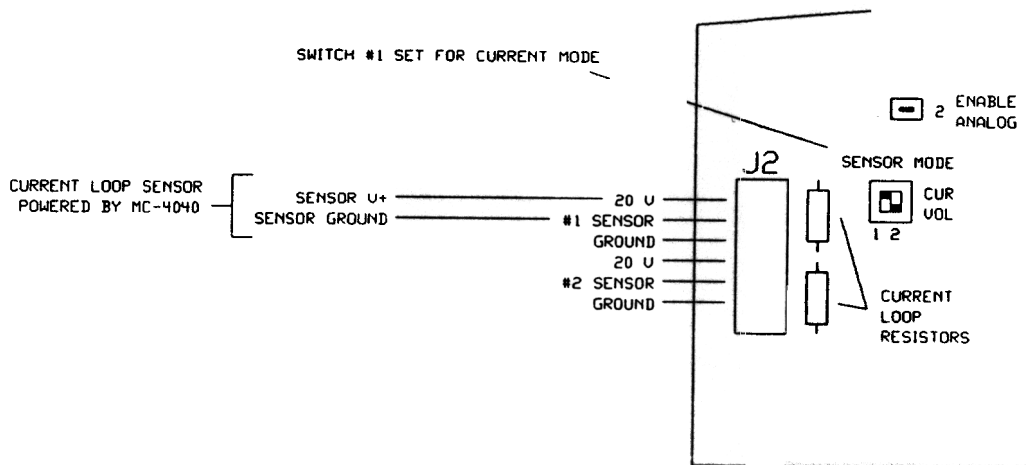 SWITCH #1 SET FOR CURRENT MODE
2 ENABLE
ANALOG
J2
SENSOR MODE
CURRENT LOOP SENSOR
POWERED BY MC-4040
SENSOR V+
SENSOR GROUND
20 V
#1 SENSOR
GROUND
20 V
#2 SENSOR
GROUND
CUR
VOL
1 2
CURRENT
LOOP
RESISTORS